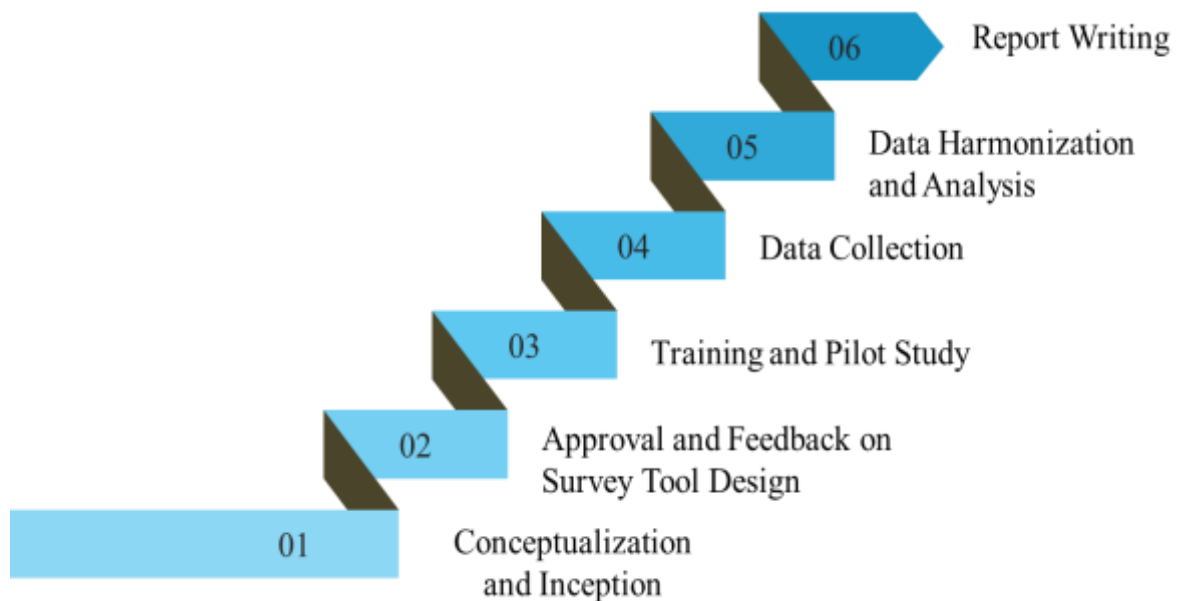 06
Report Writing
05
Data Harmonization
and Analysis
04
Data Collection
03
Training and Pilot Study
02
Approval and Feedback on
Survey Tool Design
01
Conceptualization
and Inception